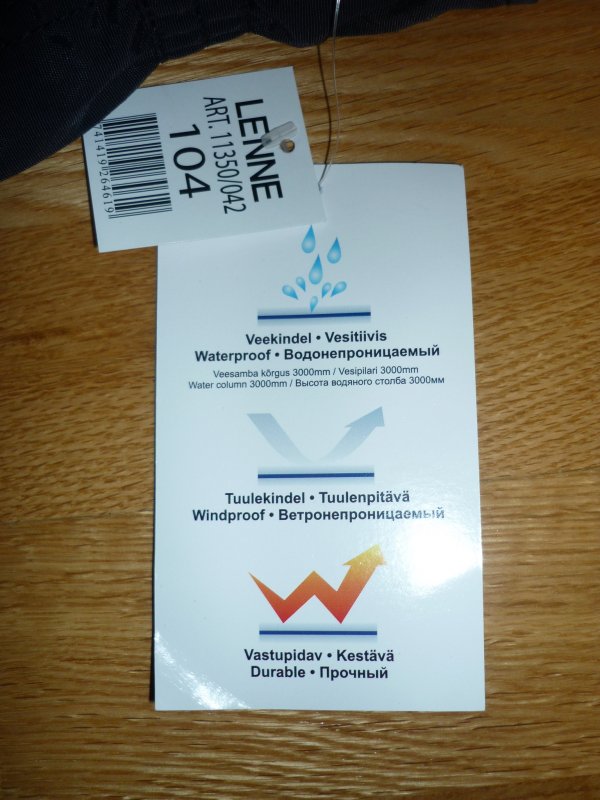 LENNE
ART. 11350/042
104
Veekindel • Vesitiivis
Waterproof • Водонепроницаемый
Veesamba kõrgus 3000mm / Vesipilari 3000mm
Water column 3000mm / Высота водяного столба 3000мм
Tuulekindel • Tuulenpitävä
Windproof • Ветронепроницаемый
Vastupidav • Kestävä
Durable • Прочный